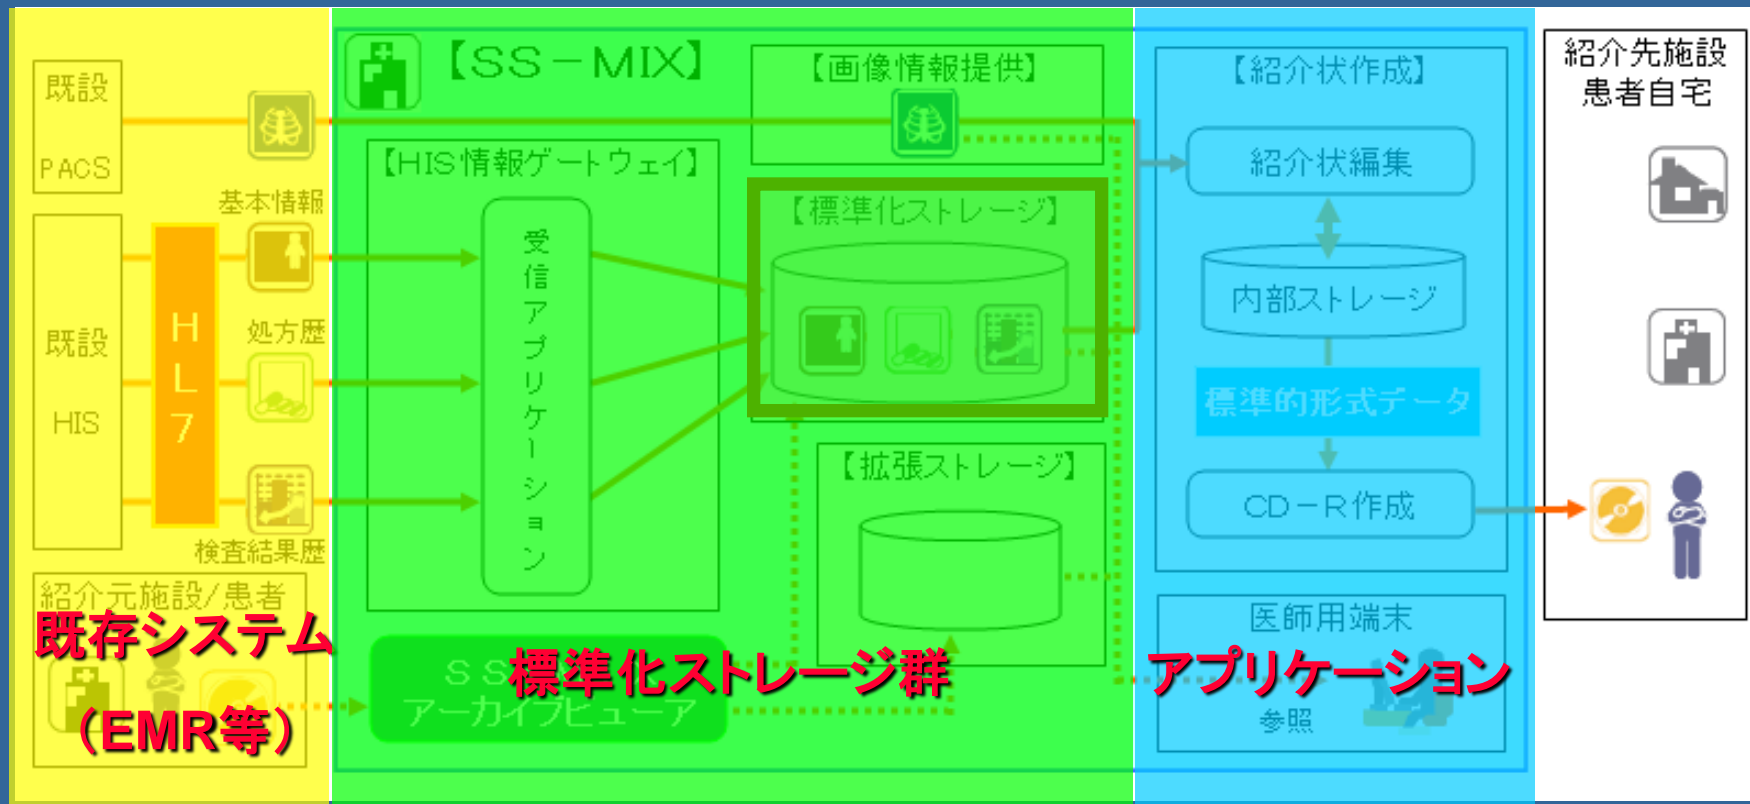 既設
PACS
基本情報
既設
HIS
HL7
処方歴
検査結果歴
紹介元施設/患者
既存システム
（EMR等）
【SS－MIX】
【画像情報提供】
【HIS情報ゲートウェイ】
受信アプリケーション
【標準化ストレージ】
【拡張ストレージ】
標準化ストレージ群
アーカイブビューア
【紹介状作成】
紹介状編集
内部ストレージ
標準的形式データ
CD－R作成
医師用端末
アプリケーション
参照
紹介先施設
患者自宅